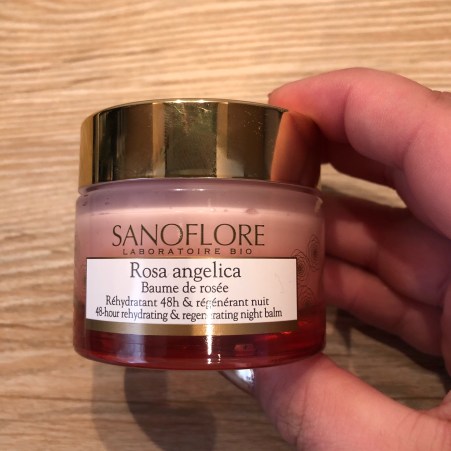 SANOFLORE
LABORATOIRE BIO
Rosa angelica
Baume de rosée
Réhydratant 48h & régénérant nuit
48-hour rehydrating & regenerating night balm